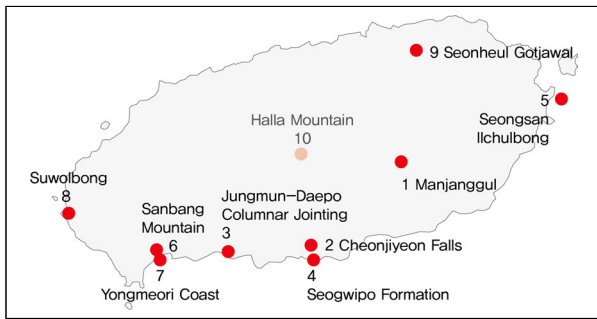 9 Seonheul Gotjawal
5
Seongsan
Ilchulbong
Halla Mountain
10
1 Manjanggul
Suwolbong
8
Sanbang
Mountain
6
Jungmun-Daepo
Columnar Jointing
3
2 Cheonjiyeon Falls
7
Yongmeori Coast
4
Seogwipo Formation